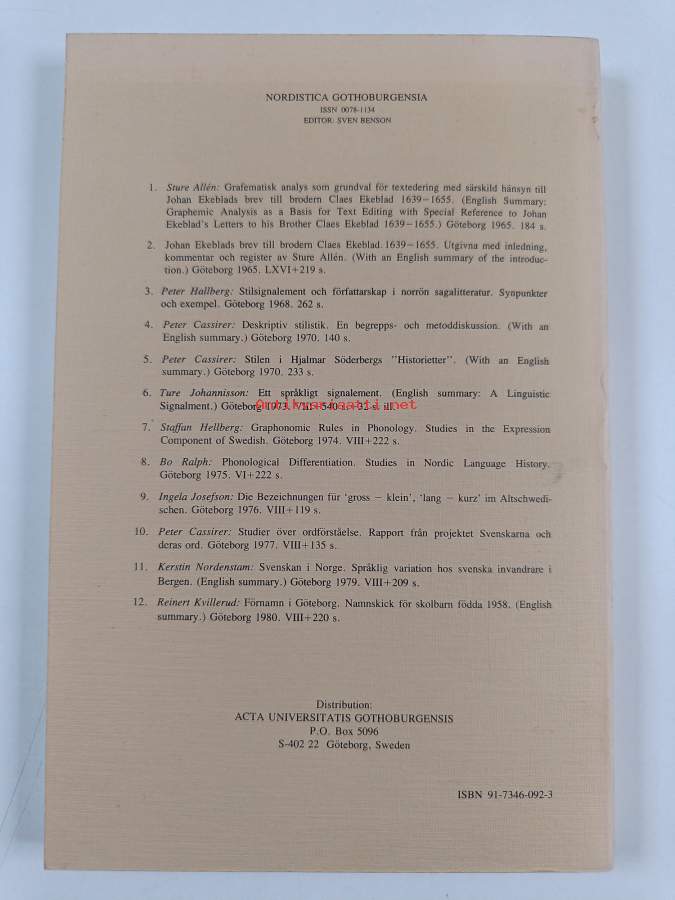 NORDISTICA GOTHOBURGENSIA
ISSN 0078-1134
EDITOR: SVEN BENSON
1. Sture Allén: Grafematisk analys som grundval för textedering med särskild hänsyn till
Johan Ekeblads brev till brodern Claes Ekeblad 1639–1655. (English Summary:
Graphemic Analysis as a Basis for Text Editing with Special Reference to Johan
Ekeblad's Letters to his Brother Claes Ekeblad 1639–1655.) Göteborg 1965. 184 s.
2. Johan Ekeblads brev till brodern Claes Ekeblad. 1639–1655. Utgivna med inledning,
kommentar och register av Sture Allén. (With an English summary of the introduc-
tion.) Göteborg 1965. LXVI+219 s.
3. Peter Hallberg: Stilsignalement och författarskap i norrön sagalitteratur. Synpunkter
och exempel. Göteborg 1968. 262 s.
4. Peter Cassirer: Deskriptiv stilistik. En begrepps- och metoddiskussion. (With an
English summary.) Göteborg 1970. 140 s.
5. Peter Cassirer: Stilen i Hjalmar Söderbergs "Historietter". (With an English
summary.) Göteborg 1970. 233 s.
6. Ture Johannisson: Ett språkligt signalement. (English summary: A Linguistic
Signalment.) Göteborg 1973. s. ill.
Antikvariaatti.net
7. Staffan Hellberg: Graphonomic Rules in Phonology. Studies in the Expression
Component of Swedish. Göteborg 1974. VIII+222 s.
8. Bo Ralph: Phonological Differentiation. Studies in Nordic Language History.
Göteborg 1975. VI+222 s.
9. Ingela Josefson: Die Bezeichnungen für 'gross – klein', 'lang – kurz' im Altschwedi-
schen. Göteborg 1976. VIII+119 s.
10. Peter Cassirer: Studier över ordförståelse. Rapport från projektet Svenskarna och
deras ord. Göteborg 1977. VIII+135 s.
11. Kerstin Nordenstam: Svenskan i Norge. Språklig variation hos svenska invandrare i
Bergen. (English summary.) Göteborg 1979. VIII+209 s.
12. Reinert Kvillerud: Förnamn i Göteborg. Namnskick för skolbarn födda 1958. (English
summary.) Göteborg 1980. VIII+220 s.
Distribution:
ACTA UNIVERSITATIS GOTHOBURGENSIS
P.O. Box 5096
S-402 22 Göteborg, Sweden
ISBN 91-7346-092-3